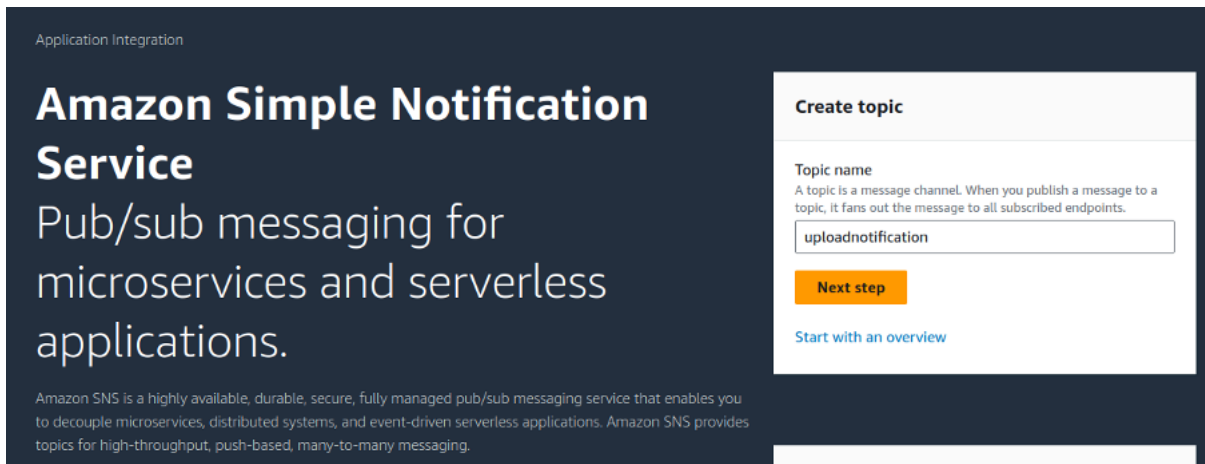 Application Integration
Amazon Simple Notification
Service
Pub/sub messaging for
microservices and serverless
applications.
Amazon SNS is a highly available, durable, secure, fully managed pub/sub messaging service that enables you
to decouple microservices, distributed systems, and event-driven serverless applications. Amazon SNS provides
topics for high-throughput, push-based, many-to-many messaging.
Create topic
Topic name
A topic is a message channel. When you publish a message to a
topic, it fans out the message to all subscribed endpoints.
uploadnotification
Next step
Start with an overview